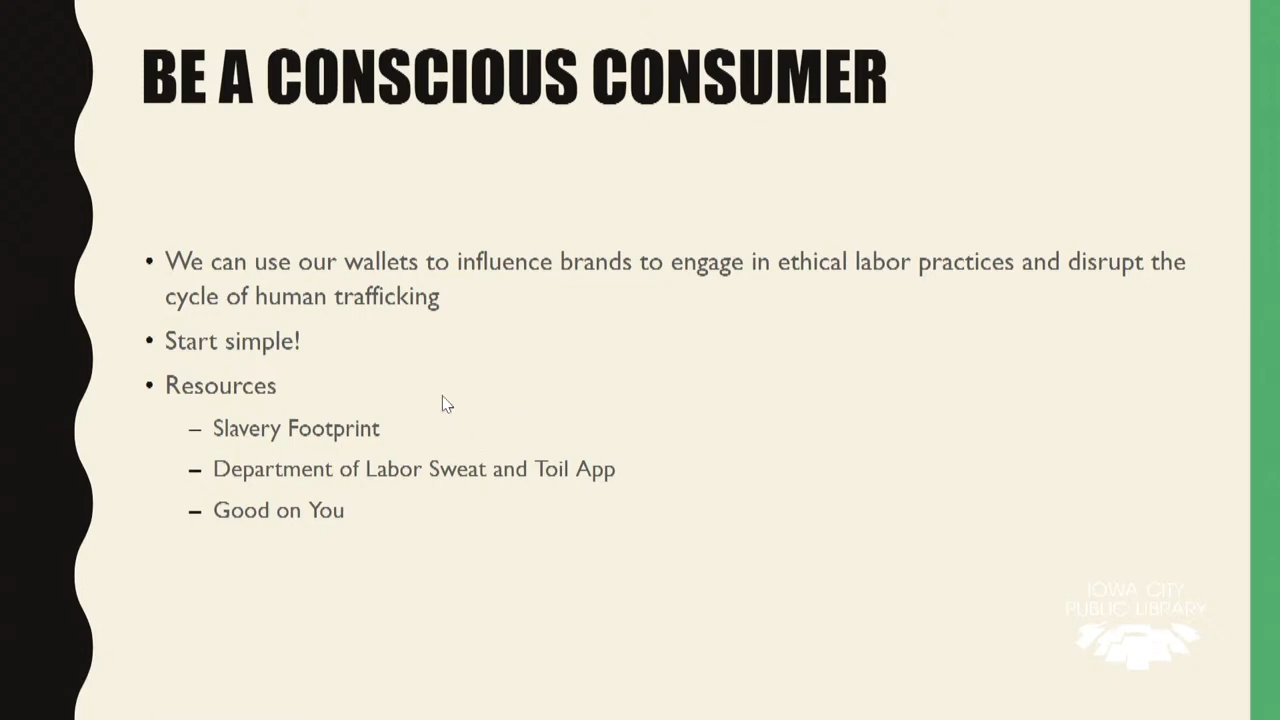 BE A CONSCIOUS CONSUMER
• We can use our wallets to influence brands to engage in ethical labor practices and disrupt the
cycle of human trafficking
• Start simple!
• Resources
– Slavery Footprint
– Department of Labor Sweat and Toil App
– Good on You
IOWA CITY
PUBLIC LIBRARY